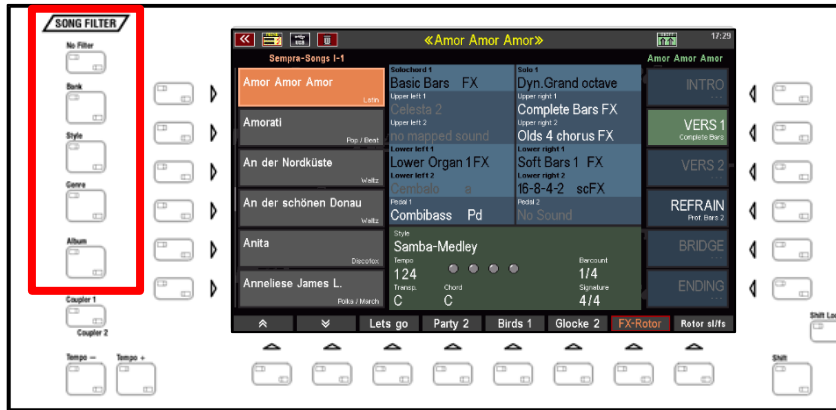 SONG FILTER
No Filter
Bank
Style
Genre
Album
Coupler 1
Coupler 2
Tempo −
Tempo +
«Amor Amor Amor»
17:29
Sempra-Songs I-1
Amor Amor Amor
Amor Amor Amor
Latin
Amorati
Pop / Beat
An der Nordküste
Waltz
An der schönen Donau
Waltz
Anita
Discofox
Anneliese James L.
Polka / March
Solochord 1
Basic Bars FX
Solo 1
Dyn.Grand octave
Upper left 1
Celesta 2
Upper right 1
Complete Bars FX
Upper left 2
no mapped sound
Upper right 2
Olds 4 chorus FX
Lower left 1
Lower Organ 1FX
Lower right 1
Soft Bars 1 FX
Lower left 2
Cembalo a
Lower right 2
16-8-4-2 scFX
Pedal 1
Combibass Pd
Pedal 2
No Sound
Style
Samba-Medley
Tempo
124
Barcount
1/4
Transp.
C
Chord
C
Signature
4/4
INTRO
VERS 1
Complete Bars
VERS 2
REFRAIN
Prof. Bars 2
BRIDGE
ENDING
Lets go
Party 2
Birds 1
Glocke 2
FX-Rotor
Rotor sl/fs
Shift Loc
Shift